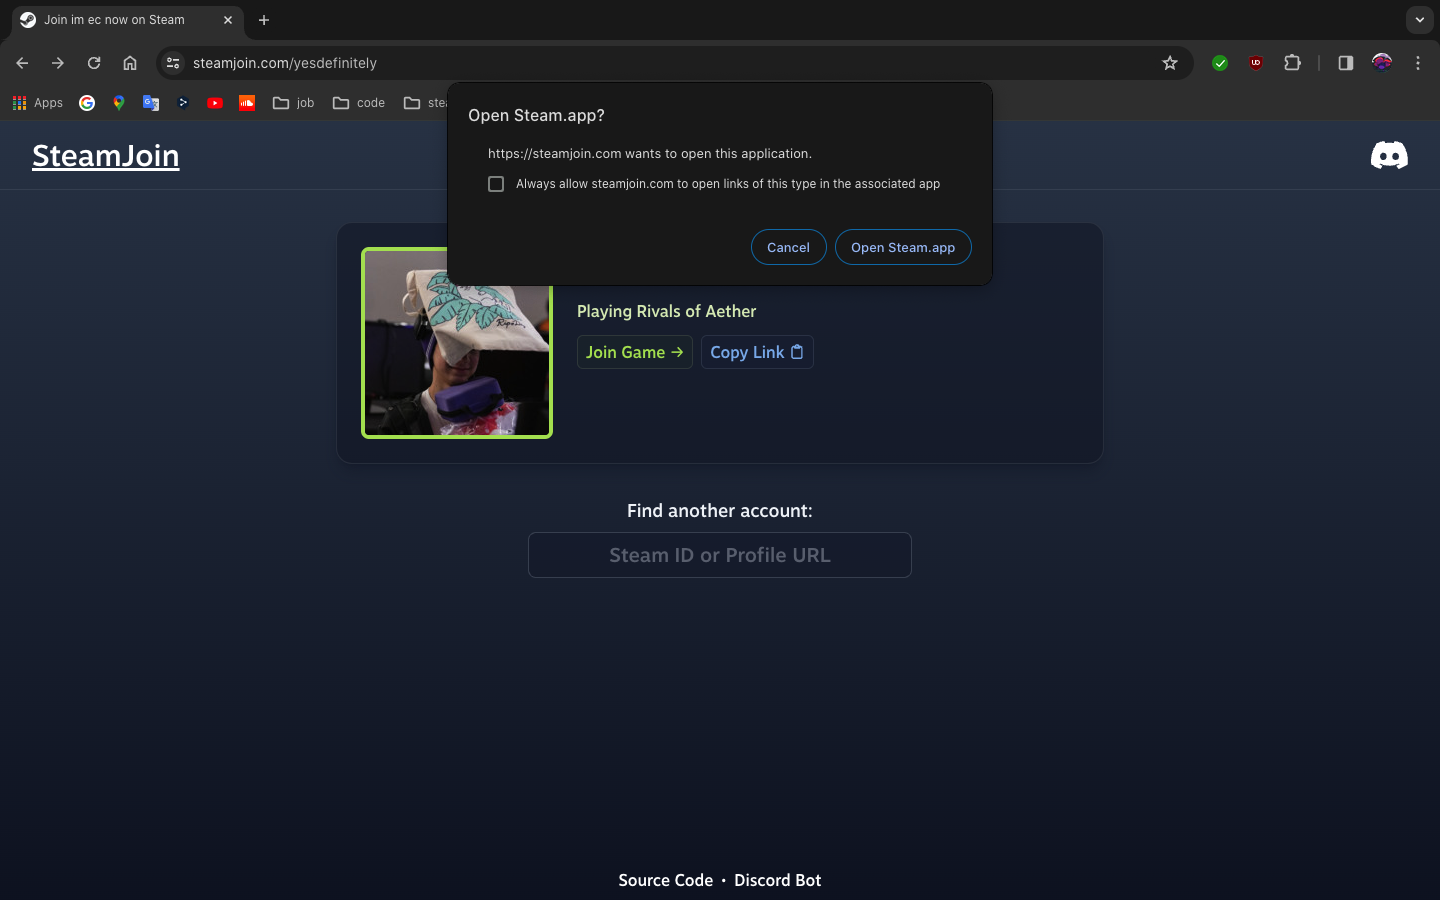 Join im ec now on Steam
steamjoin.com/yesdefinitely
Apps
job
code
Open Steam.app?
https://steamjoin.com wants to open this application.
Always allow steamjoin.com to open links of this type in the associated app
Cancel
Open Steam.app
SteamJoin
Playing Rivals of Aether
Join Game →
Copy Link
Find another account:
Steam ID or Profile URL
Source Code • Discord Bot